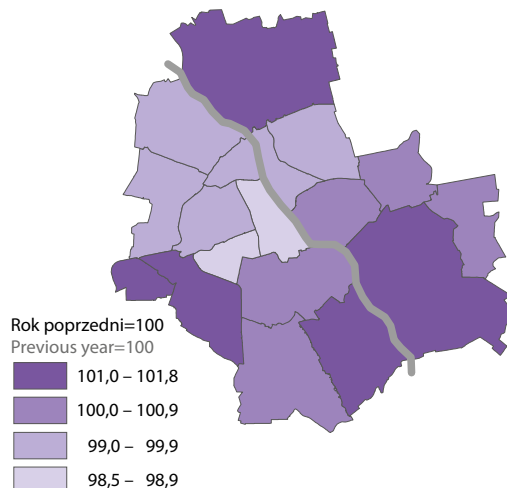 Rok poprzedni=100
Previous year=100
101,0 – 101,8
100,0 – 100,9
99,0 – 99,9
98,5 – 98,9